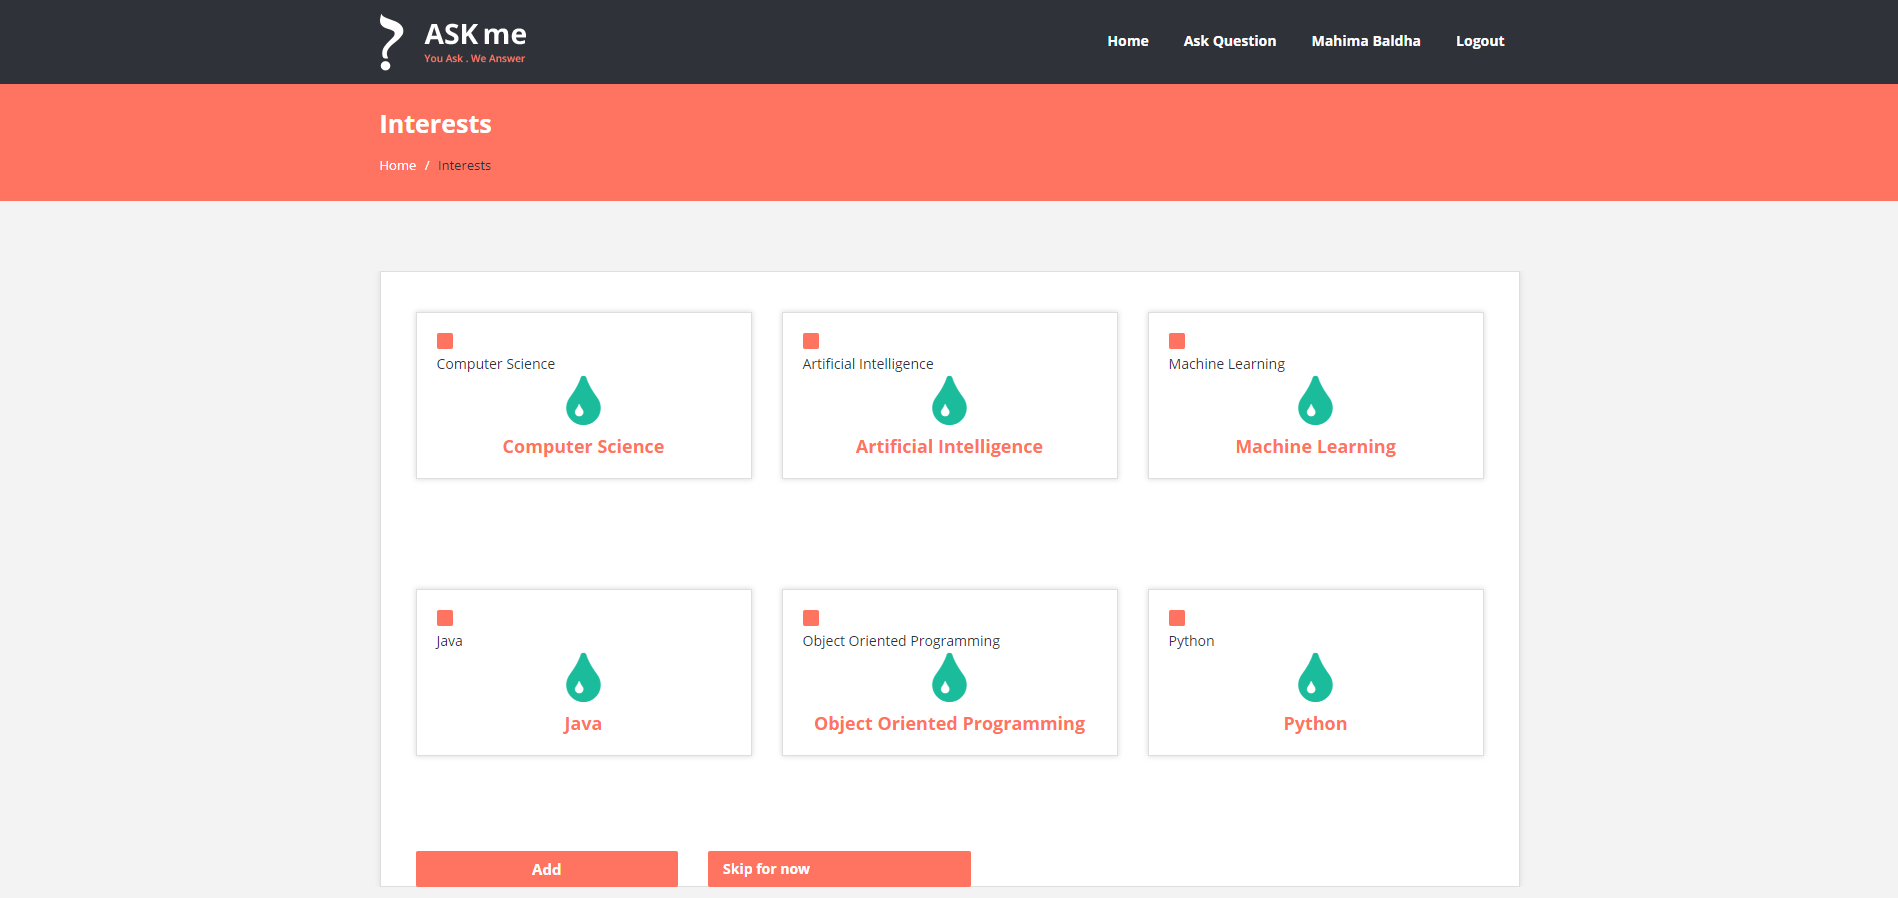 ASK me
You Ask . We Answer
Home Ask Question Mahima Baldha Logout
Interests
Home / Interests
Computer Science
Computer Science
Artificial Intelligence
Artificial Intelligence
Machine Learning
Machine Learning
Java
Java
Object Oriented Programming
Object Oriented Programming
Python
Python
Add
Skip for now